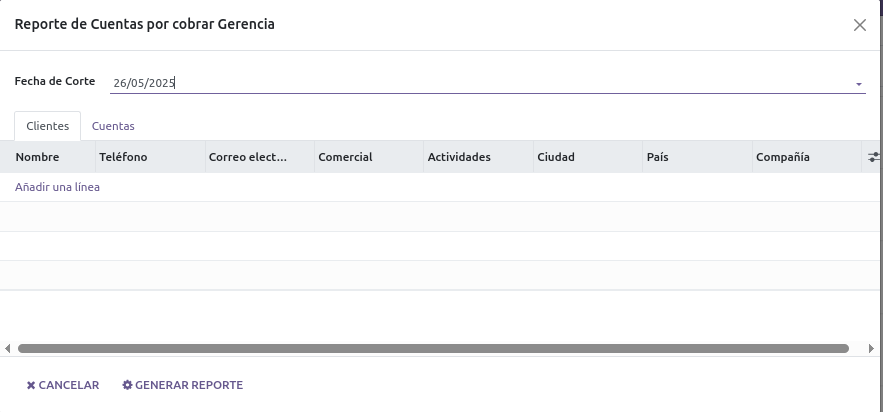 Reporte de Cuentas por cobrar Gerencia
Fecha de Corte 26/05/2025
Clientes Cuentas
Nombre Teléfono Correo elect... Comercial Actividades Ciudad País Compañía
Añadir una línea
CANCELAR GENERAR REPORTE